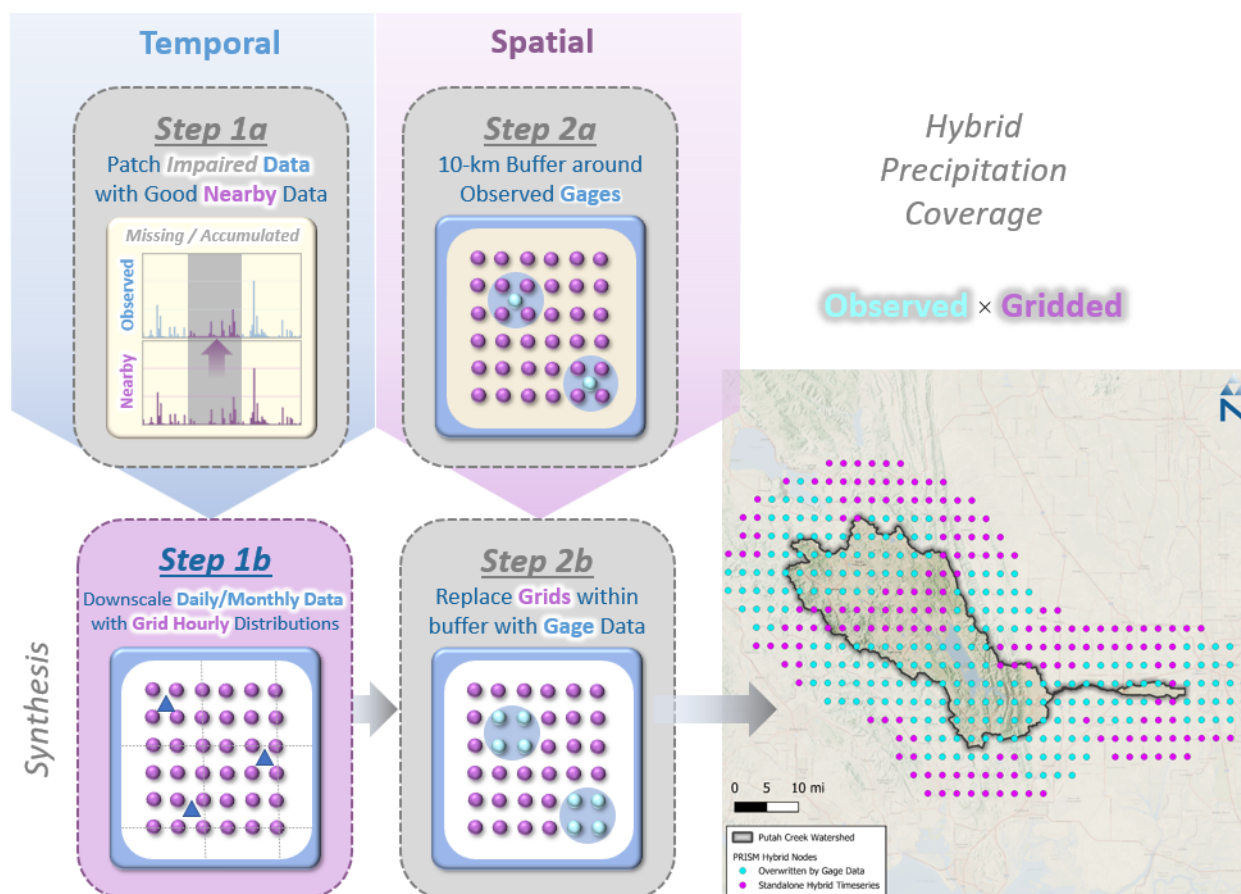 Temporal
Spatial
Step 1a
Patch Impaired Data
with Good Nearby Data
Missing / Accumulated
Observed
Nearby
Step 2a
10-km Buffer around
Observed Gages
Hybrid
Precipitation
Coverage
Observed × Gridded
Synthesis
Step 1b
Downscale Daily/Monthly Data
with Grid Hourly Distributions
Step 2b
Replace Grids within
buffer with Gage Data
N
0 5 10 mi
Putah Creek Watershed
PRISM Hybrid Nodes
Overwritten by Gage Data
Standalone Hybrid Timeseries